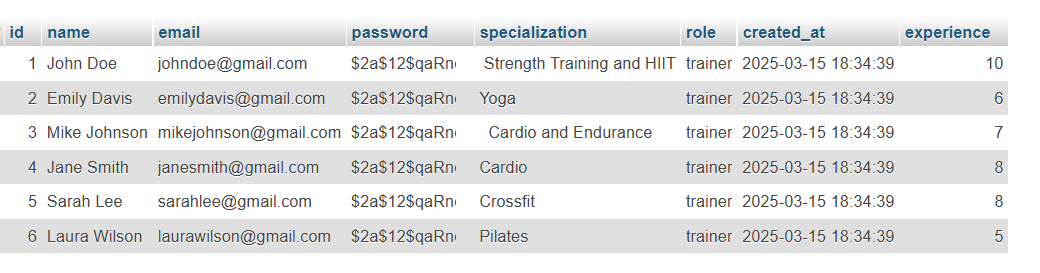 id name email password specialization role created_at experience
1 John Doe johndoe@gmail.com $2a$12$qaRn Strength Training and HIIT trainer 2025-03-15 18:34:39 10
2 Emily Davis emilydavis@gmail.com $2a$12$qaRn Yoga trainer 2025-03-15 18:34:39 6
3 Mike Johnson mikejohnson@gmail.com $2a$12$qaRn Cardio and Endurance trainer 2025-03-15 18:34:39 7
4 Jane Smith janesmith@gmail.com $2a$12$qaRn Cardio trainer 2025-03-15 18:34:39 8
5 Sarah Lee sarahlee@gmail.com $2a$12$qaRn Crossfit trainer 2025-03-15 18:34:39 8
6 Laura Wilson laurawilson@gmail.com $2a$12$qaRn Pilates trainer 2025-03-15 18:34:39 5